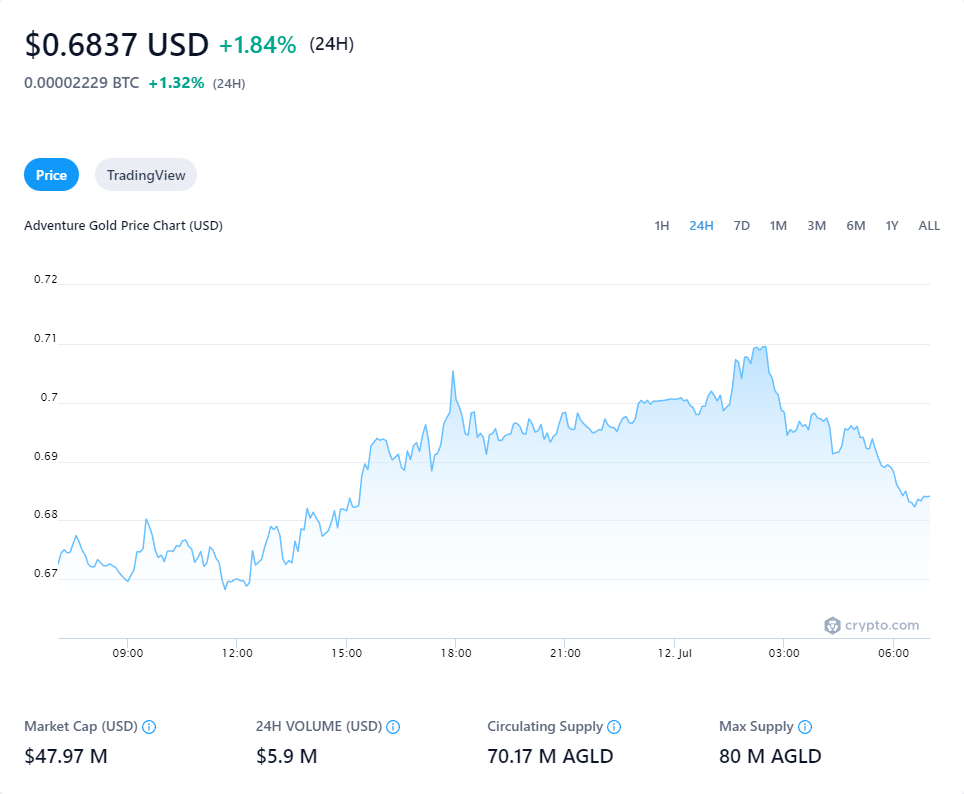 $0.6837 USD +1.84% (24H)
0.00002229 BTC +1.32% (24H)
Price TradingView
Adventure Gold Price Chart (USD) 1H 24H 7D 1M 3M 6M 1Y ALL
0.72
0.71
0.7
0.69
0.68
0.67
crypto.com
09:00 12:00 15:00 18:00 21:00 12. Jul 03:00 06:00
Market Cap (USD) 24H VOLUME (USD) Circulating Supply Max Supply
$47.97 M $5.9 M 70.17 M AGLD 80 M AGLD